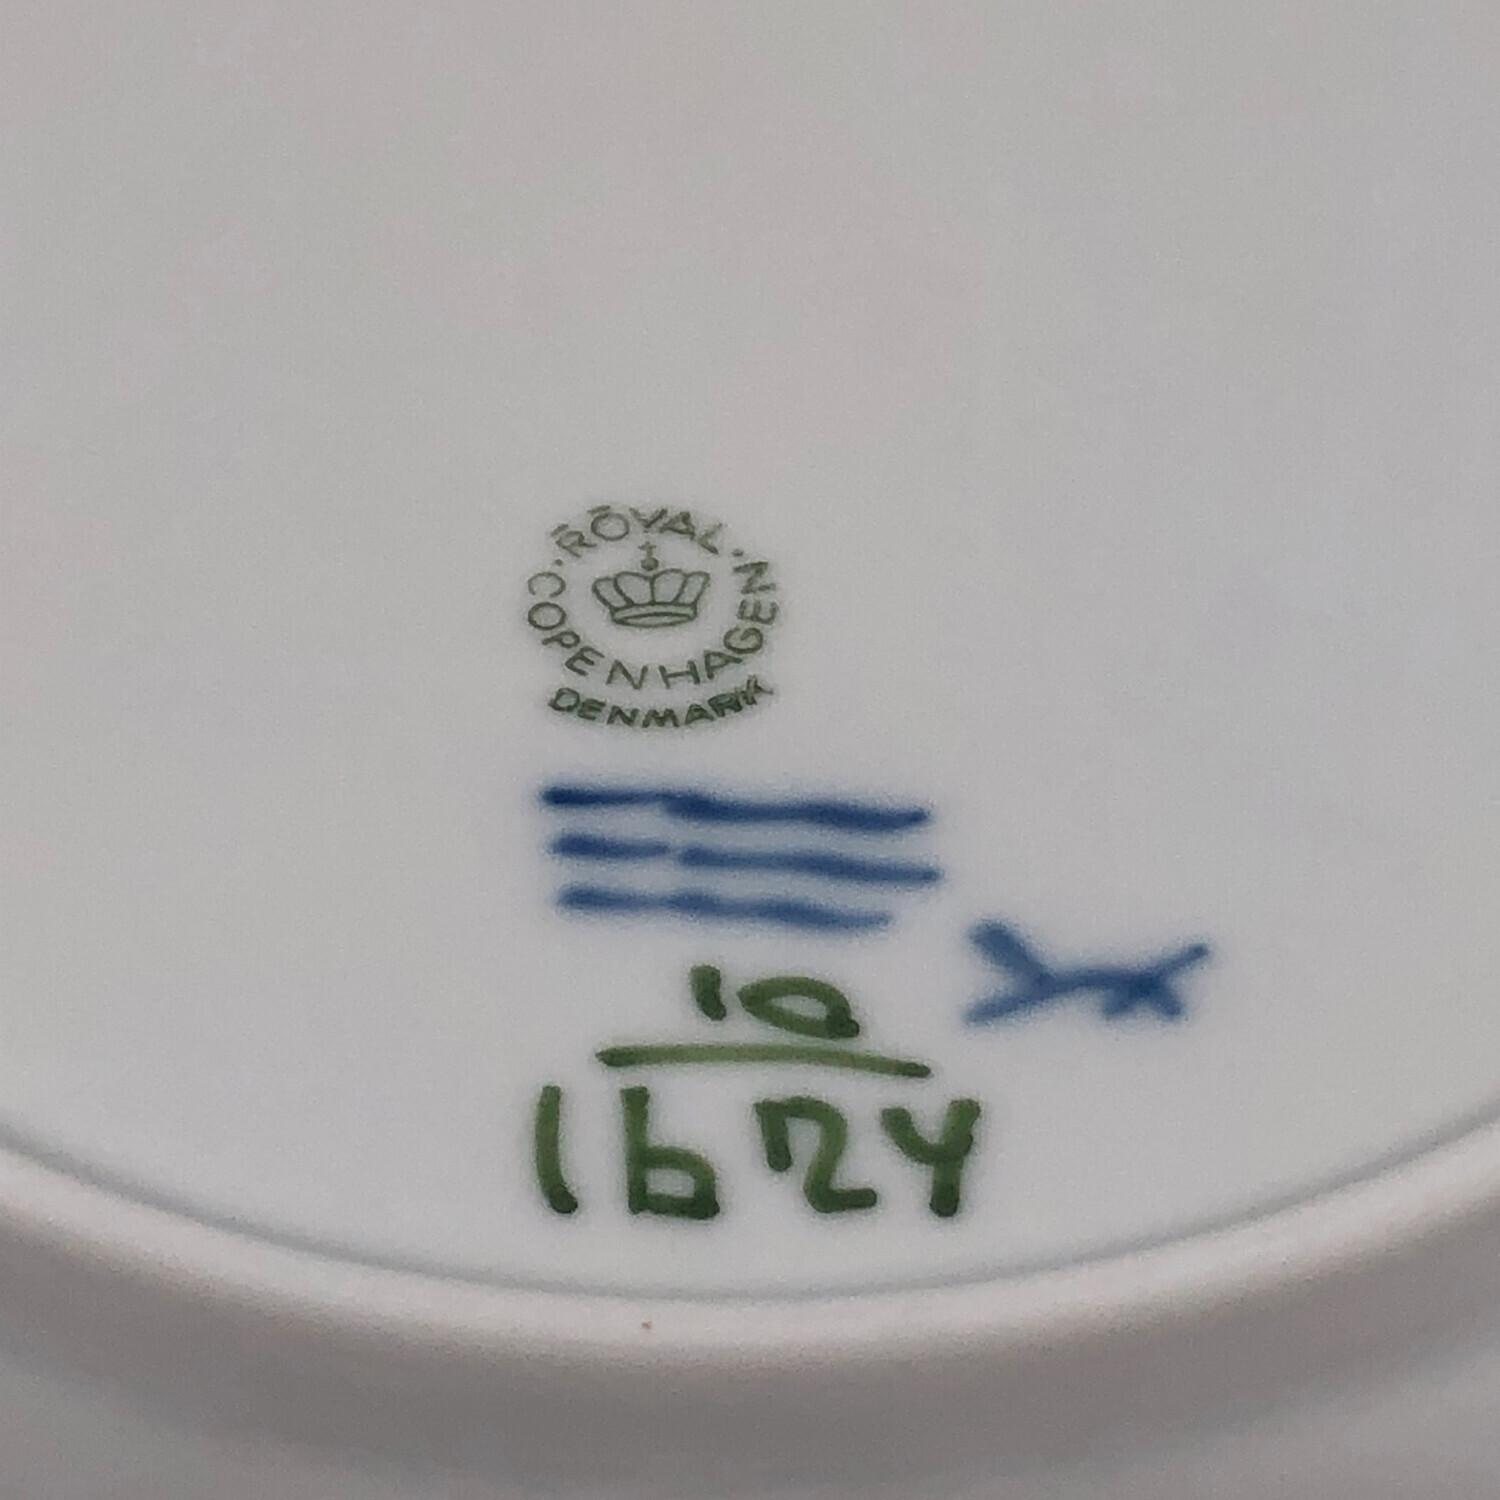 ROYAL
COPENHAGEN
DENMARK
10
1624